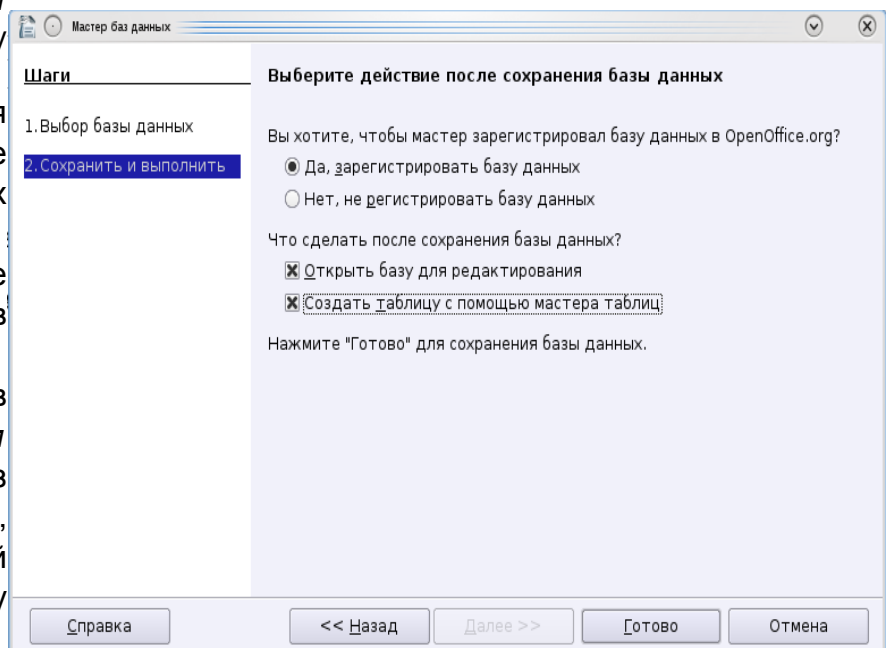 Мастер баз данных
Шаги
1.Выбор базы данных
2.Сохранить и выполнить
Выберите действие после сохранения базы данных
Вы хотите, чтобы мастер зарегистрировал базу данных в OpenOffice.org?
Да, зарегистрировать базу данных
Нет, не регистрировать базу данных
Что сделать после сохранения базы данных?
Открыть базу для редактирования
Создать таблицу с помощью мастера таблиц
Нажмите "Готово" для сохранения базы данных.
Справка
<< Назад
Далее >>
Готово
Отмена